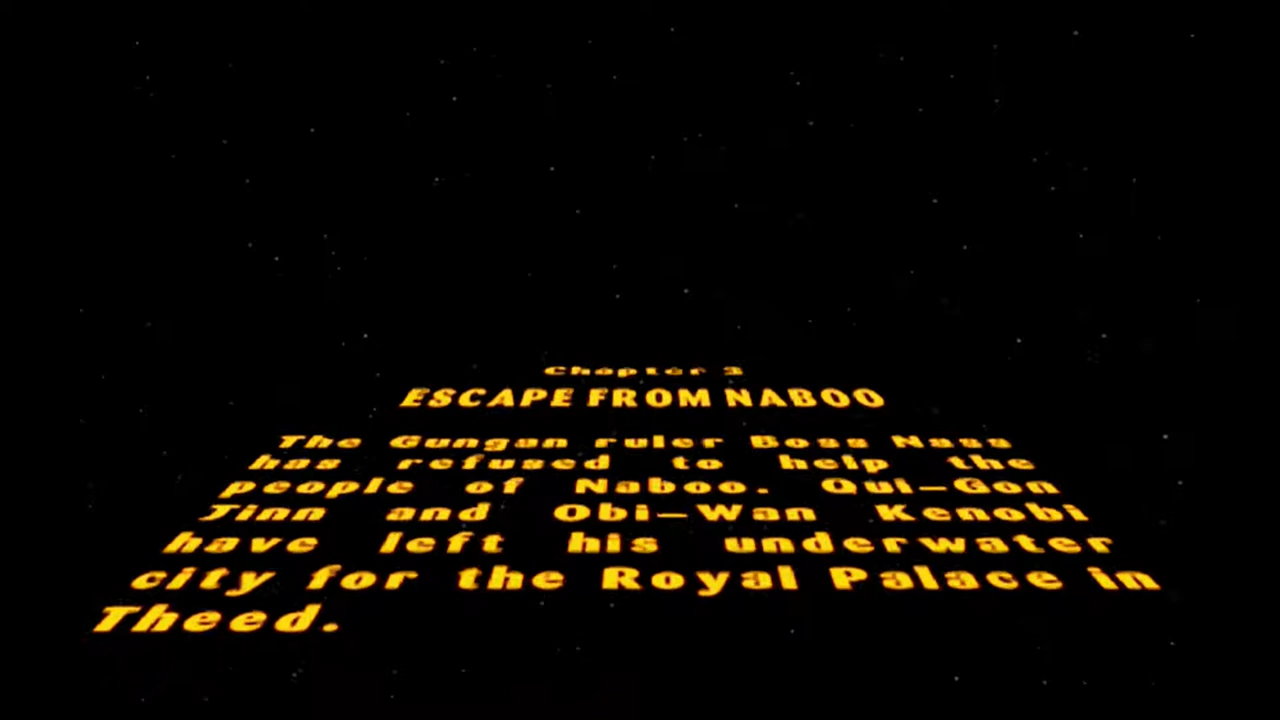 Chapter 3
ESCAPE FROM NABOO
The Gungan ruler Boss Nass
has refused to help the
people of Naboo. Qui-Gon
Jinn and Obi-Wan Kenobi
have left his underwater
city for the Royal Palace in
Theed.